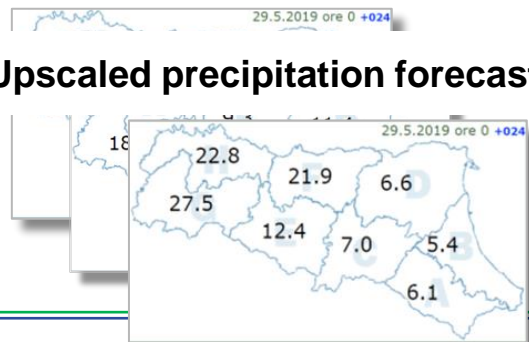 29.5.2019 ore 0 +024
Upscaled precipitation forecast
18
29.5.2019 ore 0 +024
H
22.8
F
21.9
D
6.6
G
27.5
E
12.4
C
7.0
B
5.4
A
6.1